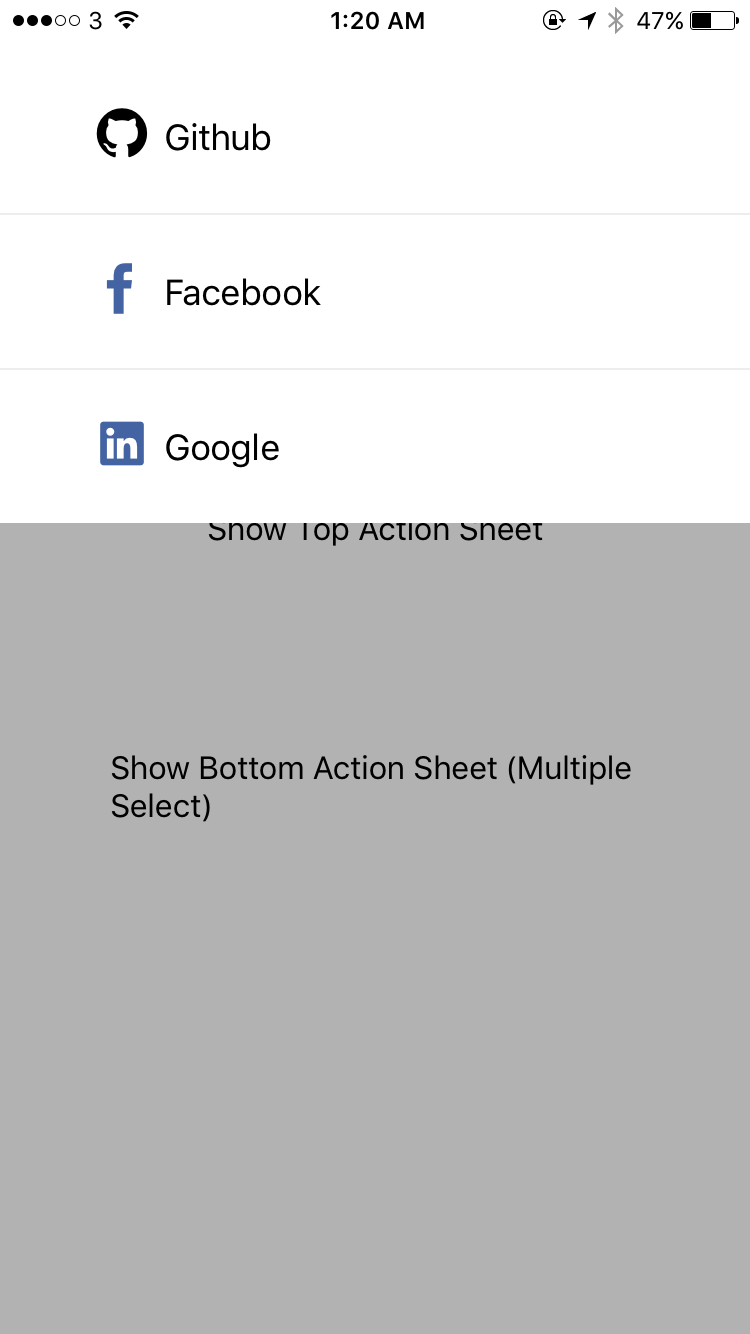 3 1:20 AM 47%
Github
Facebook
in Google
Show Top Action Sheet
Show Bottom Action Sheet (Multiple
Select)